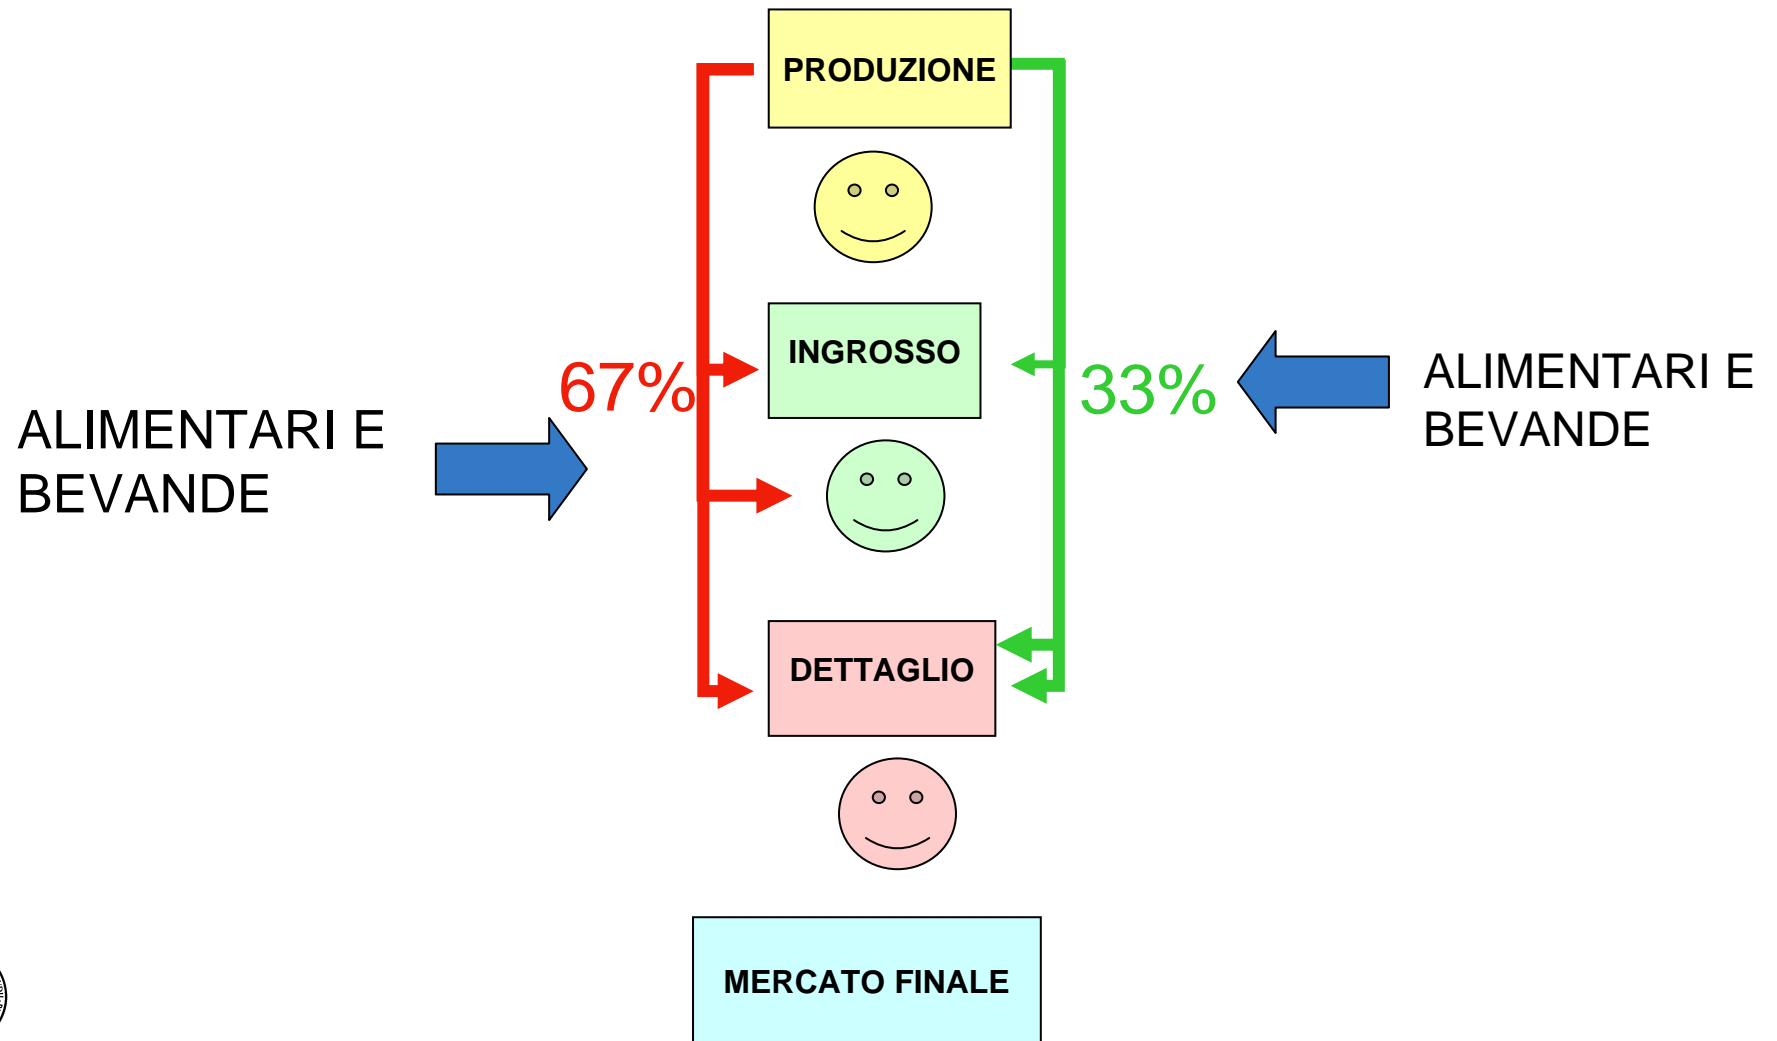 PRODUZIONE
INGROSSO
67%
33%
ALIMENTARI E
BEVANDE
ALIMENTARI E
BEVANDE
DETTAGLIO
MERCATO FINALE